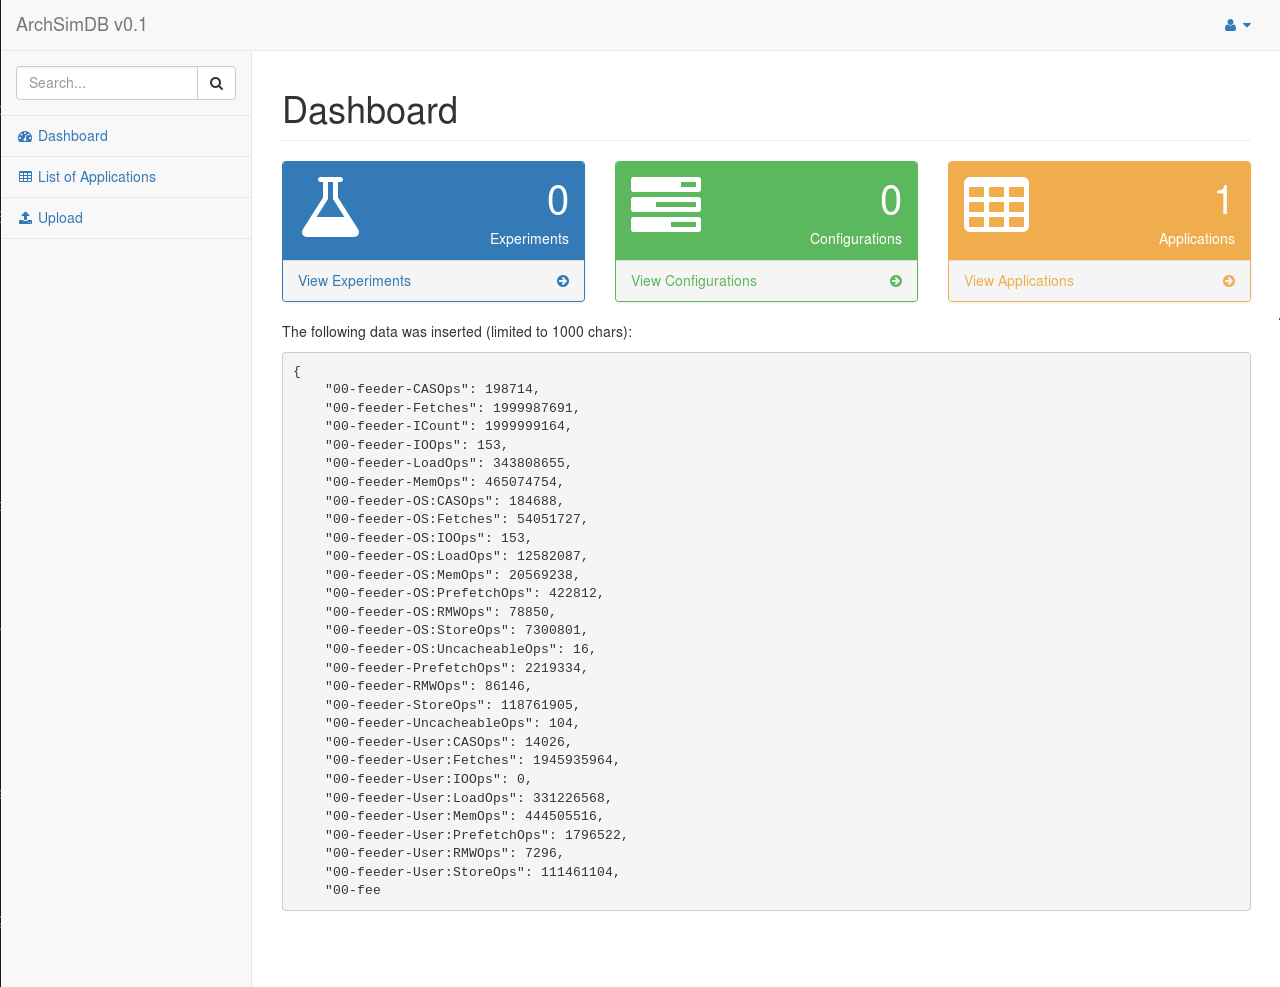 ArchSimDB v0.1
Search...
Dashboard
List of Applications
Upload
Dashboard
0
Experiments
View Experiments
0
Configurations
View Configurations
1
Applications
View Applications
The following data was inserted (limited to 1000 chars):
{
    "00-feeder-CASOps": 198714,
    "00-feeder-Fetches": 1999987691,
    "00-feeder-ICount": 1999999164,
    "00-feeder-IOOps": 153,
    "00-feeder-LoadOps": 343808655,
    "00-feeder-MemOps": 465074754,
    "00-feeder-OS:CASOps": 184688,
    "00-feeder-OS:Fetches": 54051727,
    "00-feeder-OS:IOOps": 153,
    "00-feeder-OS:LoadOps": 12582087,
    "00-feeder-OS:MemOps": 20569238,
    "00-feeder-OS:PrefetchOps": 422812,
    "00-feeder-OS:RMWOps": 78850,
    "00-feeder-OS:StoreOps": 7300801,
    "00-feeder-OS:UncacheableOps": 16,
    "00-feeder-PrefetchOps": 2219334,
    "00-feeder-RMWOps": 86146,
    "00-feeder-StoreOps": 118761905,
    "00-feeder-UncacheableOps": 104,
    "00-feeder-User:CASOps": 14026,
    "00-feeder-User:Fetches": 1945935964,
    "00-feeder-User:IOOps": 0,
    "00-feeder-User:LoadOps": 331226568,
    "00-feeder-User:MemOps": 444505516,
    "00-feeder-User:PrefetchOps": 1796522,
    "00-feeder-User:RMWOps": 7296,
    "00-feeder-User:StoreOps": 111461104,
    "00-fee